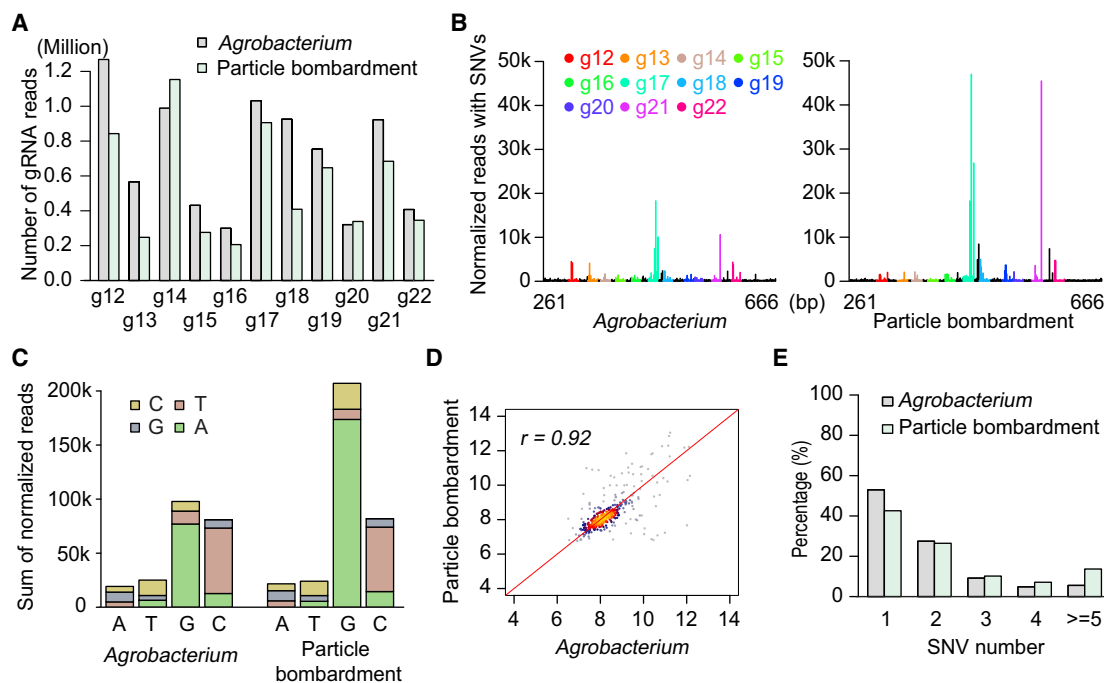 A
(Million)
Agrobacterium
Particle bombardment
Number of gRNA reads
1.2
1.0
0.8
0.6
0.4
0.2
0.0
g12 g14 g16 g18 g20 g22
g13 g15 g17 g19 g21
B
Normalized reads with SNVs
50k
40k
30k
20k
10k
0
g12 g13 g14 g15
g16 g17 g18 g19
g20 g21 g22
261 666
Agrobacterium
(bp)
50k
40k
30k
20k
10k
0
261 666
Particle bombardment
C
Sum of normalized reads
200k
150k
100k
50k
0
C T
G A
A T G C A T G C
Agrobacterium
Particle
bombardment
D
Particle bombardment
14
12
10
8
6
4
r = 0.92
4 6 8 10 12 14
Agrobacterium
E
Percentage (%)
100
80
60
40
20
0
Agrobacterium
Particle bombardment
1 2 3 4 >=5
SNV number